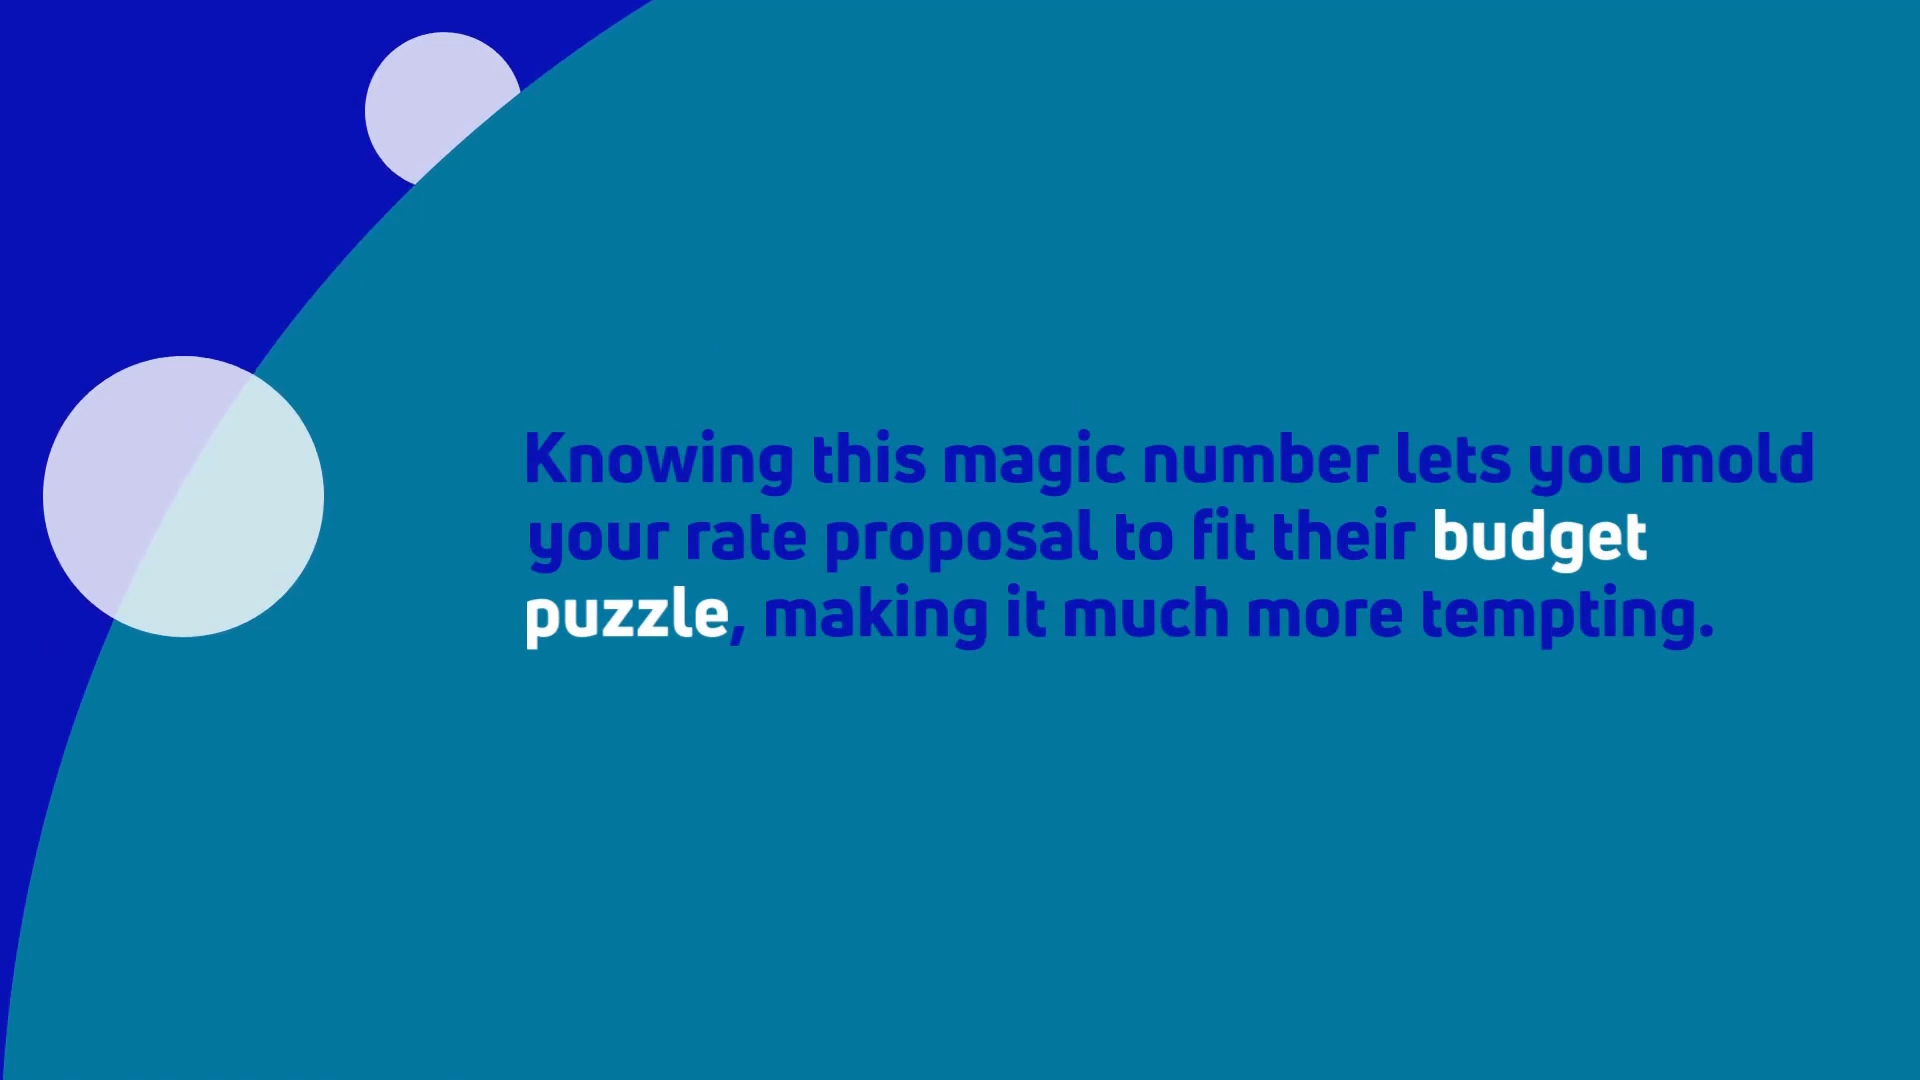 Knowing this magic number lets you mold
your rate proposal to fit their budget
puzzle, making it much more tempting.